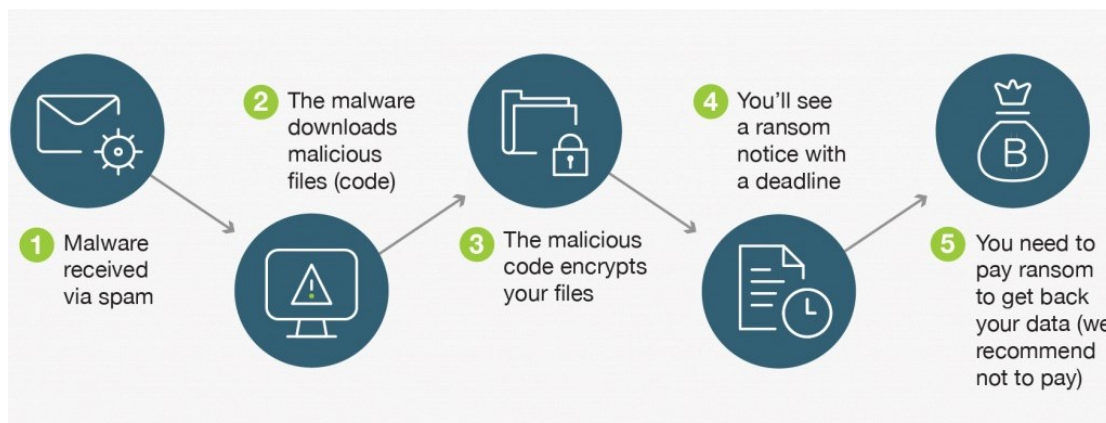 1 Malware
received
via spam
2 The malware
downloads
malicious
files (code)
3 The malicious
code encrypts
your files
4 You'll see
a ransom
notice with
a deadline
B
5 You need to
pay ransom
to get back
your data (we
recommend
not to pay)